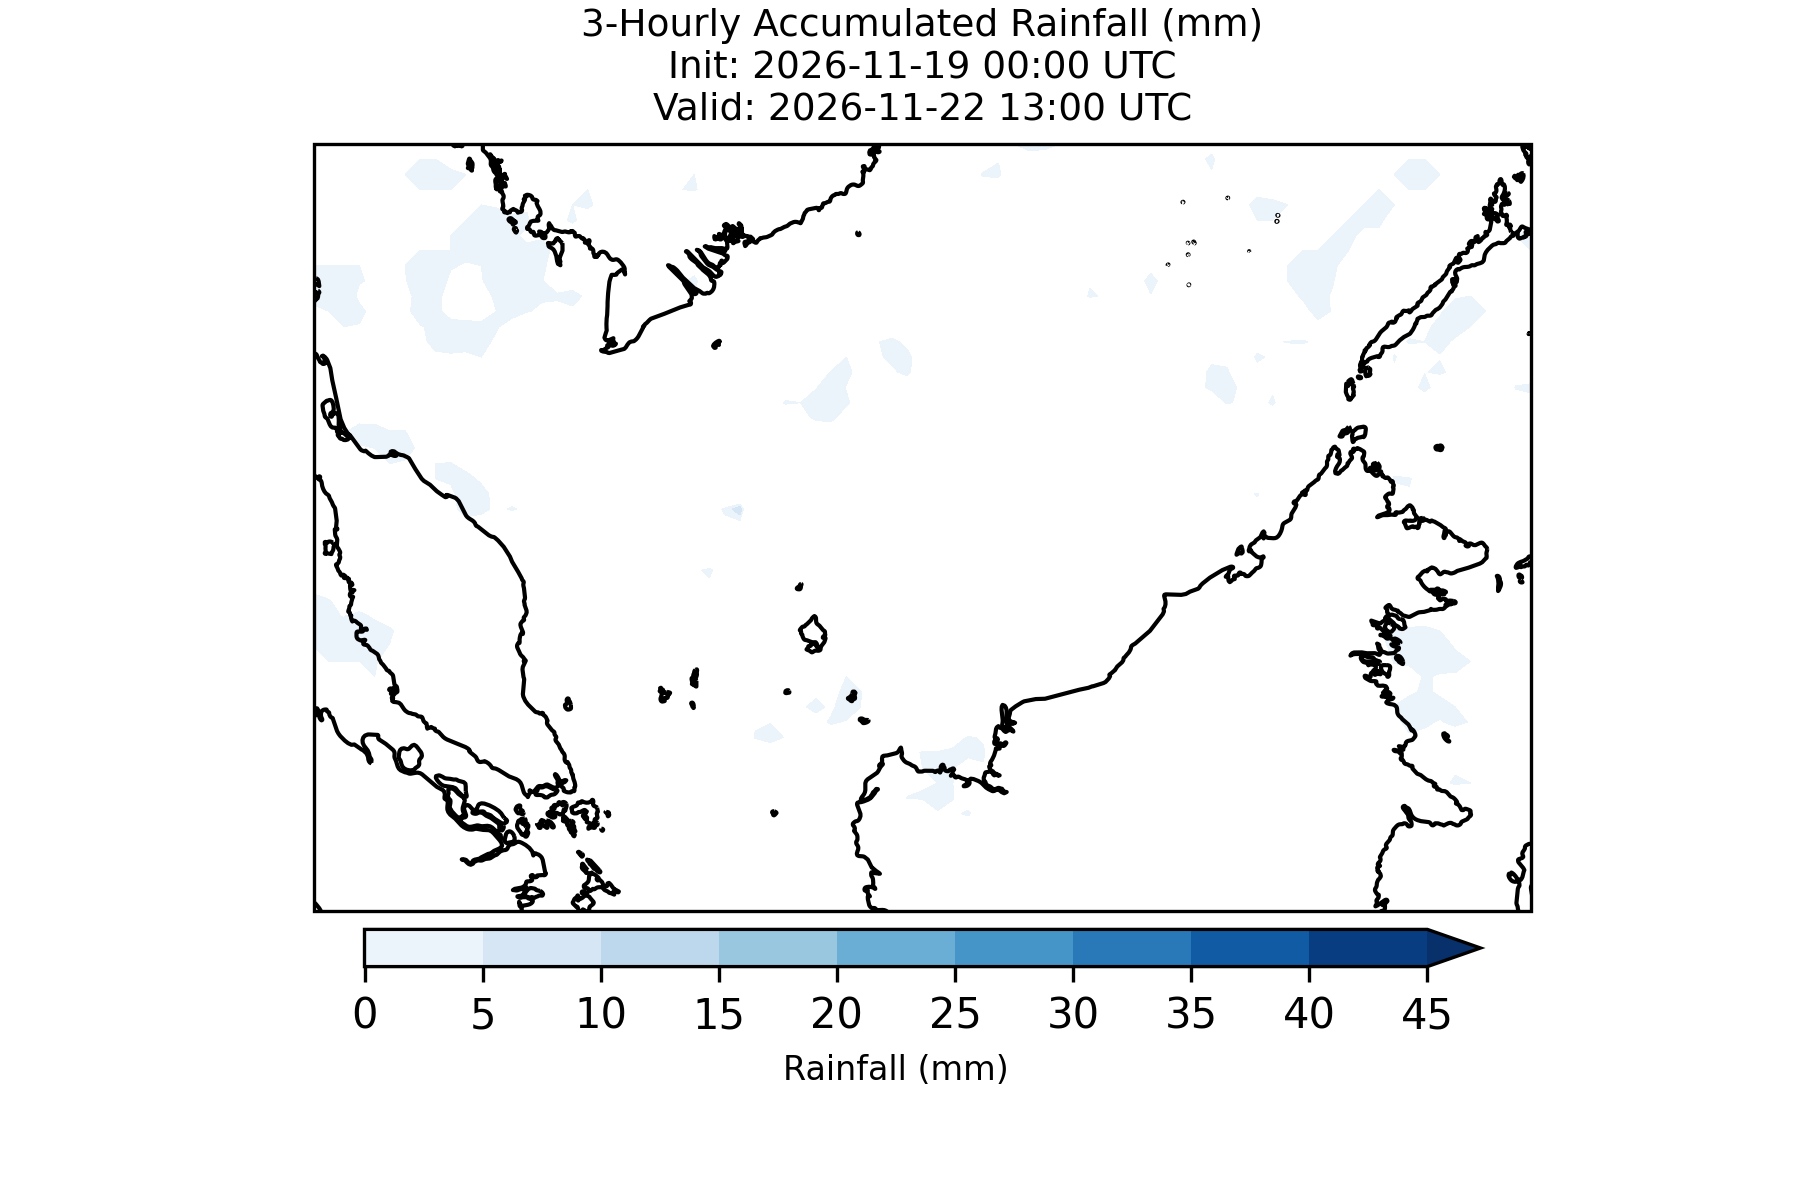 3-Hourly Accumulated Rainfall (mm)
Init: 2026-11-19 00:00 UTC
Valid: 2026-11-22 13:00 UTC
0 5 10 15 20 25 30 35 40 45
Rainfall (mm)